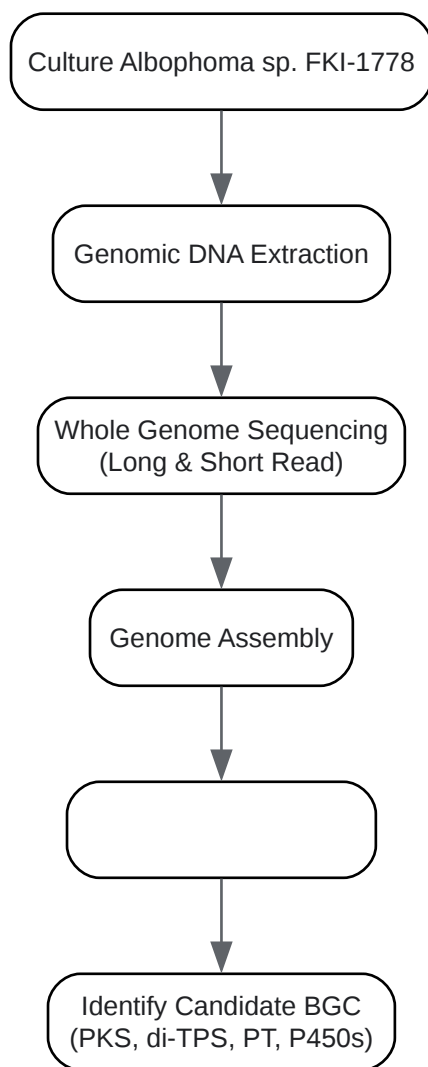 Culture Albophoma sp. FKI-1778
Genomic DNA Extraction
Whole Genome Sequencing
(Long & Short Read)
Genome Assembly
Identify Candidate BGC
(PKS, di-TPS, PT, P450s)